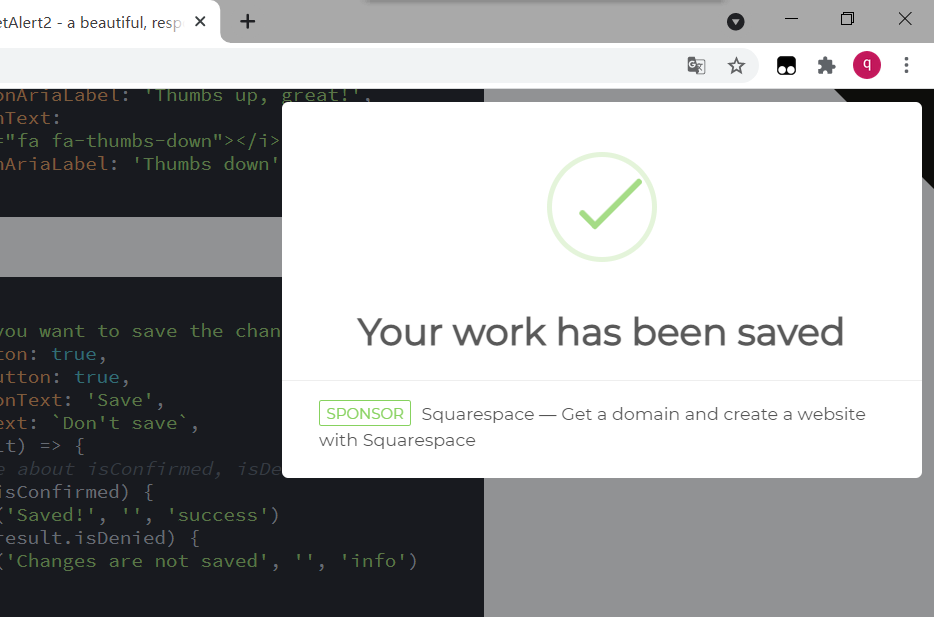 etAlert2 - a beautiful, resp
q
onAriaLabel: 'Thumbs up, great!',
nText:
="fa fa-thumbs-down"></i>
nAriaLabel: 'Thumbs down'
Your work has been saved
you want to save the chan
ton: true,
utton: true,
onText: 'Save',
ext: `Don't save`,
lt) => {
e about isConfirmed, isDe
isConfirmed) {
('Saved!', '', 'success')
result.isDenied) {
('Changes are not saved', '', 'info')
SPONSOR Squarespace — Get a domain and create a website
with Squarespace